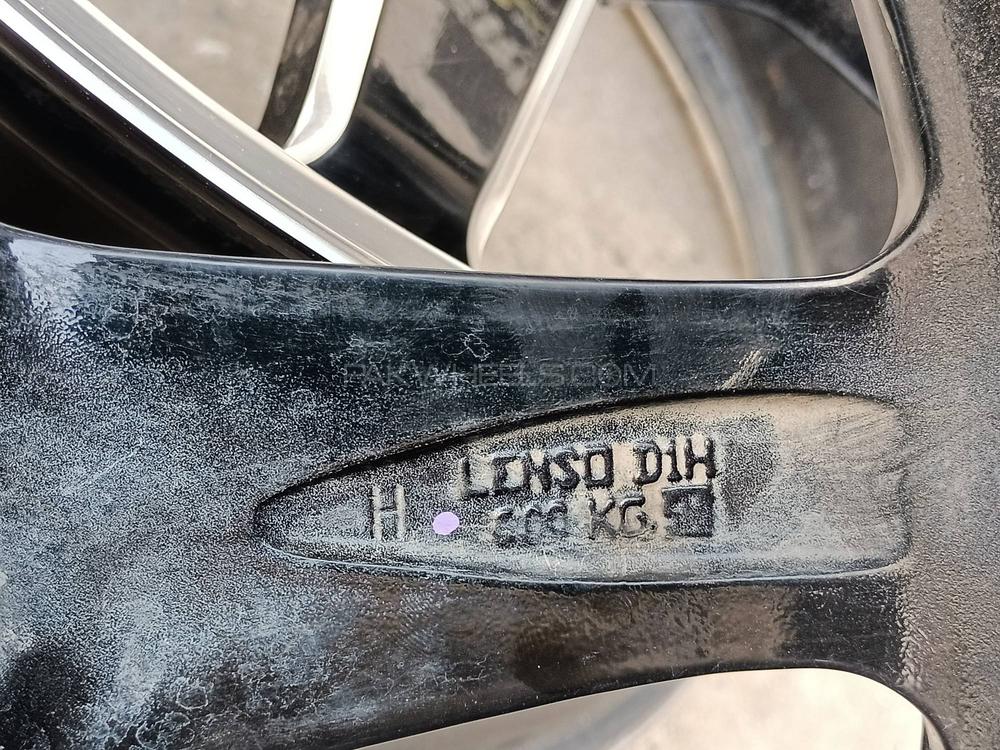 PAKWHEELS.COM
LENSO D1H
H
KG